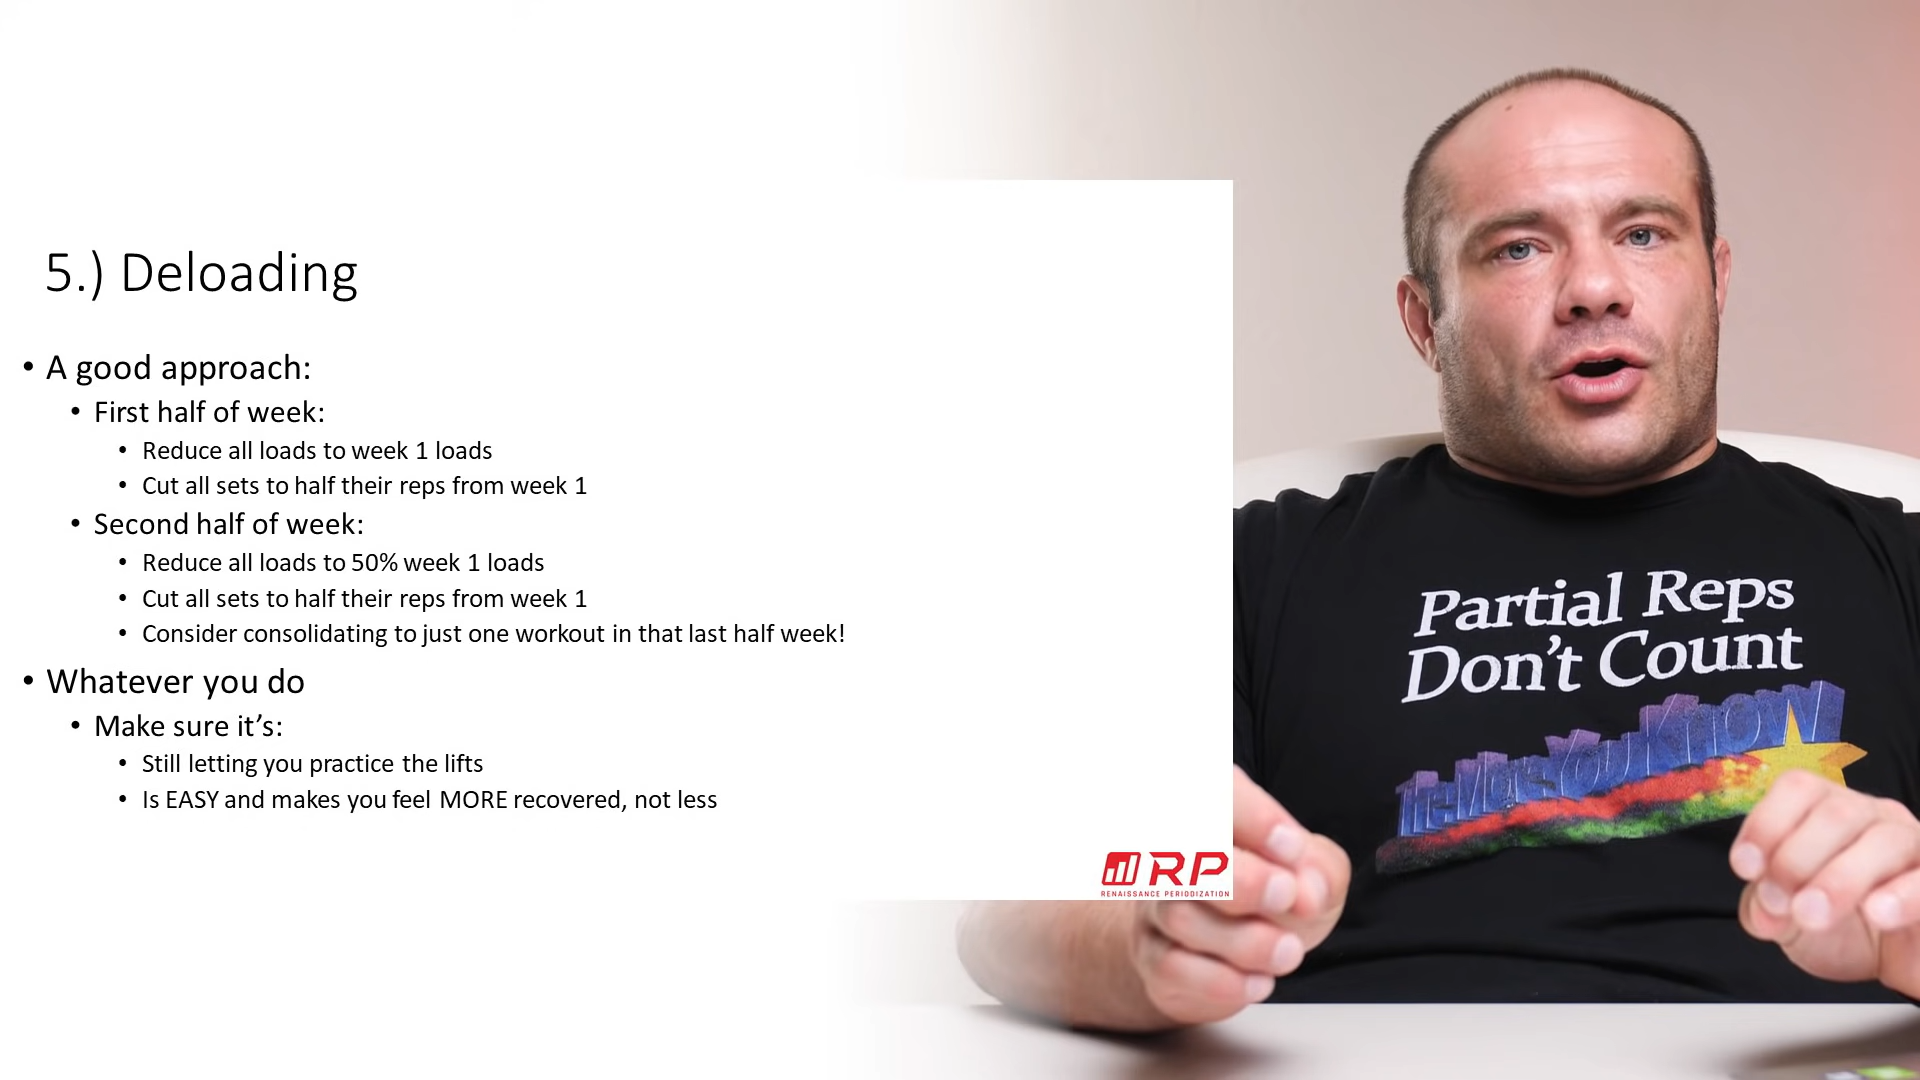 5.) Deloading
• A good approach:
• First half of week:
• Reduce all loads to week 1 loads
• Cut all sets to half their reps from week 1
• Second half of week:
• Reduce all loads to 50% week 1 loads
• Cut all sets to half their reps from week 1
• Consider consolidating to just one workout in that last half week!
• Whatever you do
• Make sure it’s:
• Still letting you practice the lifts
• Is EASY and makes you feel MORE recovered, not less
RP
RENAISSANCE PERIODIZATION
Partial Reps
Don’t Count
The More You Know